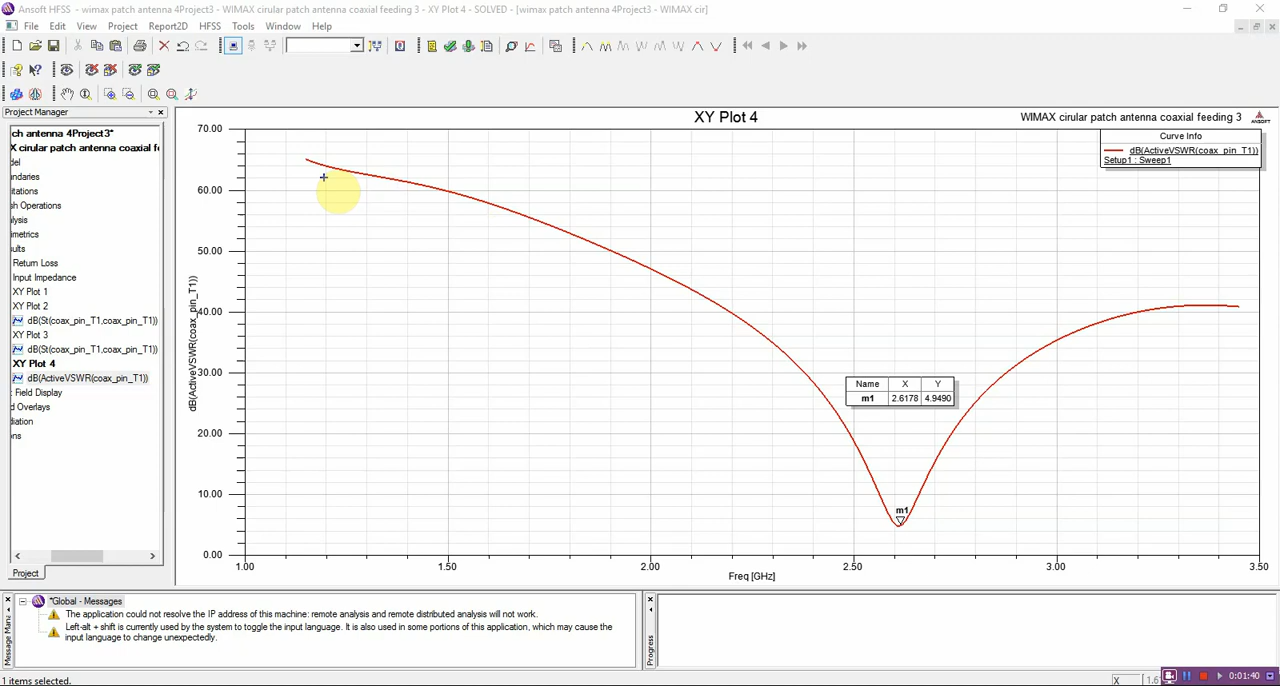 Ansoft HFSS - wimax patch antenna 4Project3 - WIMAX cirular patch antenna coaxial feeding 3 - XY Plot 4 - SOLVED - [wimax patch antenna 4Project3 - WIMAX cir]
File Edit View Project Report2D HFSS Tools Window Help
Project Manager
ch antenna 4Project3*
X cirular patch antenna coaxial f
del
ndaries
itations
sh Operations
lysis
imetrics
sults
Return Loss
Input Impedance
XY Plot 1
XY Plot 2
dB(St(coax_pin_T1,coax_pin_T1))
XY Plot 3
dB(St(coax_pin_T1,coax_pin_T1))
XY Plot 4
dB(ActiveVSWR(coax_pin_T1))
Field Display
d Overlays
diation
ons
Project
XY Plot 4
WIMAX cirular patch antenna coaxial feeding 3
ANSOFT
Curve Info
dB(ActiveVSWR(coax_pin_T1))
Setup1 : Sweep1
70.00
60.00
50.00
40.00
30.00
20.00
10.00
0.00
dB(ActiveVSWR(coax_pin_T1))
Name X Y
m1 2.6178 4.9490
m1
1.00 1.50 2.00 2.50 3.00 3.50
Freq [GHz]
*Global - Messages
The application could not resolve the IP address of this machine: remote analysis and remote distributed analysis will not work.
Left-alt + shift is currently used by the system to toggle the input language. It is also used in some portions of this application, which may cause the
input language to change unexpectedly.
Progress
1 items selected.
X
0:01:40